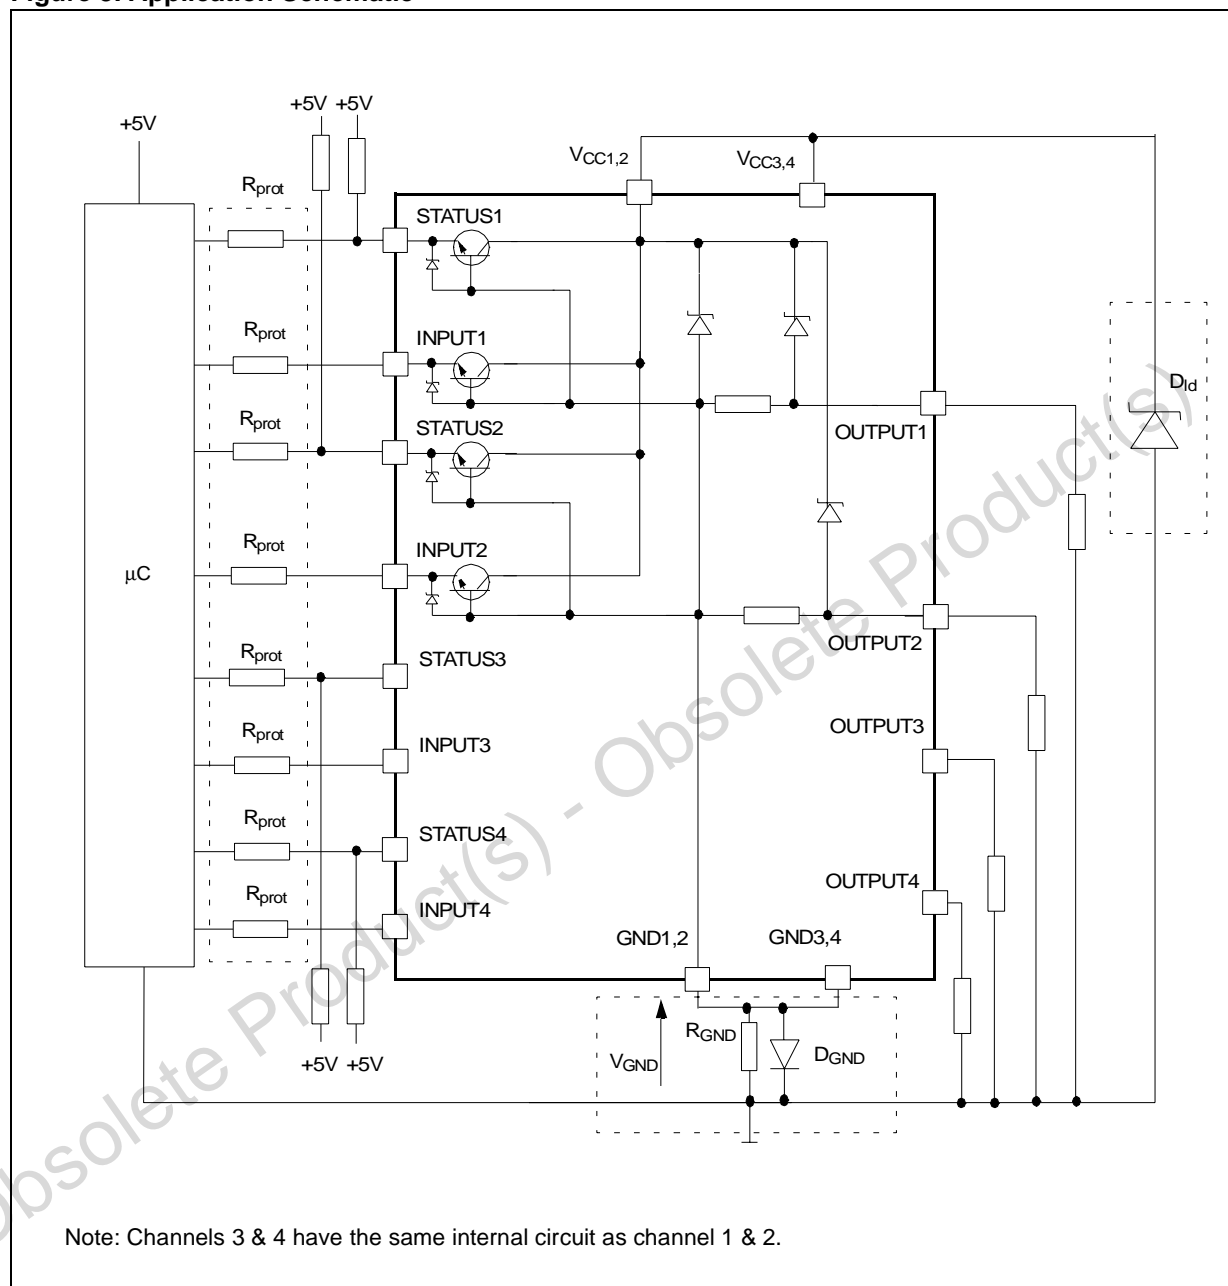 Figure 8. Application Schematic
+5V +5V
+5V
VCC1,2
VCC3,4
Rprot
STATUS1
Rprot
INPUT1
Dld
Rprot
STATUS2
OUTPUT1
Rprot
INPUT2
μC
Rprot
STATUS3
OUTPUT2
Rprot
INPUT3
OUTPUT3
Rprot
STATUS4
Rprot
INPUT4
OUTPUT4
GND1,2
GND3,4
RGND
VGND
DGND
+5V +5V
Obsolete Product(s) - Obsolete Product(s)
Note: Channels 3 & 4 have the same internal circuit as channel 1 & 2.